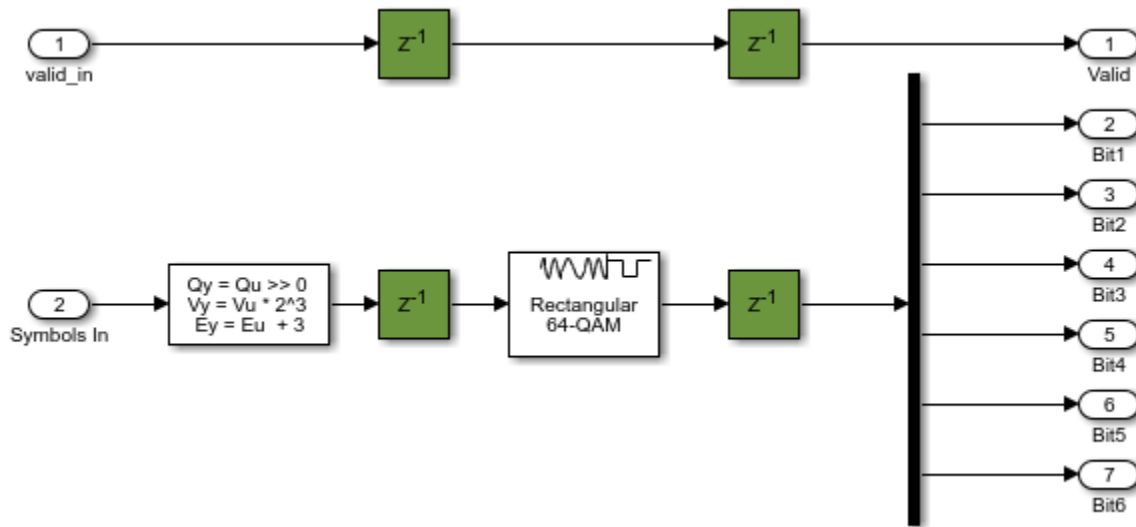 1
valid_in
Z-1
Z-1
1
Valid
2
Bit1
3
Bit2
2
Symbols In
Qy = Qu >> 0
Vy = Vu * 2^3
Ey = Eu + 3
Z-1
Rectangular
64-QAM
Z-1
4
Bit3
5
Bit4
6
Bit5
7
Bit6